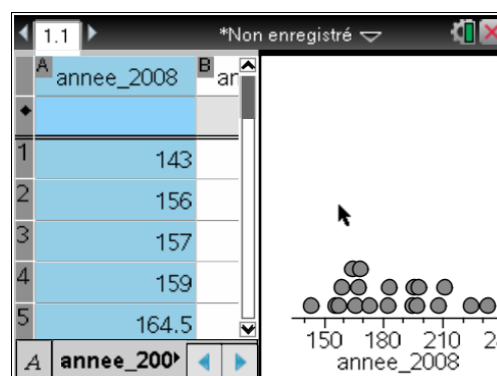 1.1 *Non enregistré
A annee_2008 B
1 143
2 156
3 157
4 159
5 164.5
A annee_200
150 180 210
annee_2008